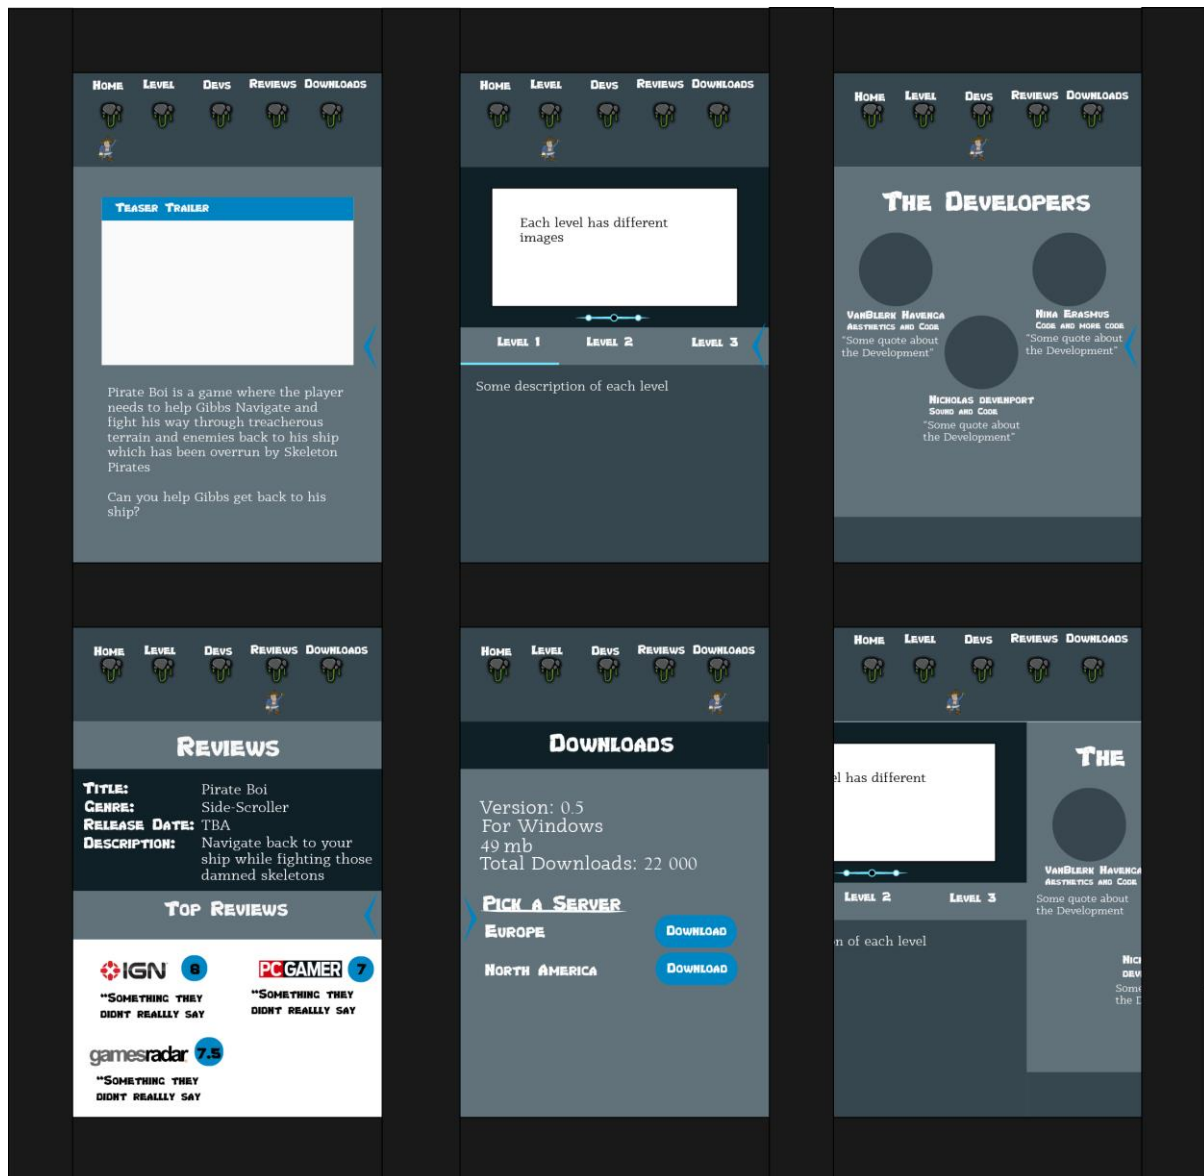 Home Level Devs Reviews Downloads
Teaser Trailer
Pirate Boi is a game where the player
needs to help Gibbs Navigate and
fight his way through treacherous
terrain and enemies back to his ship
which has been overrun by Skeleton
Pirates
Can you help Gibbs get back to his
ship?
Home Level Devs Reviews Downloads
Each level has different
images
Level 1 Level 2 Level 3
Some description of each level
Home Level Devs Reviews Downloads
The Developers
VanBlerk Havenga
Aesthetics and Code
"Some quote about
the Development"
Nina Erasmus
Code and more code
"Some quote about
the Development"
Nicholas devenport
Sound and Code
"Some quote about
the Development"
Home Level Devs Reviews Downloads
Reviews
Title: Pirate Boi
Genre: Side-Scroller
Release Date: TBA
Description: Navigate back to your
ship while fighting those
damned skeletons
Top Reviews
IGN 8
"Something they
didnt reallly say
PC GAMER 7
"Something they
didnt reallly say
gamesradar 7.5
"Something they
didnt reallly say
Home Level Devs Reviews Downloads
Downloads
Version: 0.5
For Windows
49 mb
Total Downloads: 22 000
Pick a Server
Europe Download
North America Download
Home Level Devs Reviews Downloads
el has different
Level 2 Level 3
n of each level
The
VanBlerk Havenga
Aesthetics and Code
Some quote about
the Development
Nic
dev
Some
the D